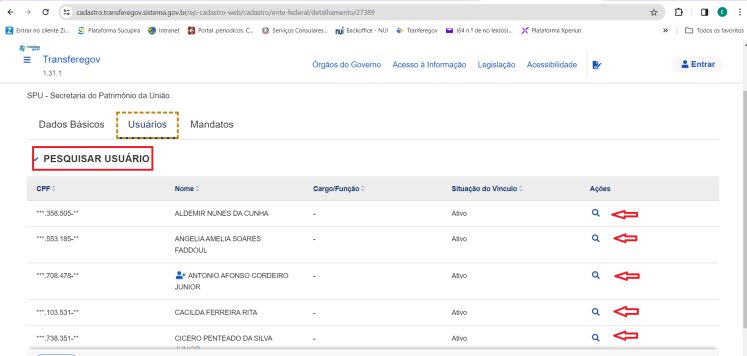 cadastro.transferegov.sistema.gov.br/ep-cadastro-web/cadastro/ente-federal/detalhamento/27389
Entrar no cliente Zi... Plataforma Sucupira Intranet Portal .periodicos. C... Serviços Consulares... nuji Backoffice - NUI Tranferegov (64 n.º de no leídos)... Plataforma Xperiun » Todos os favoritos
Transferegov
1.31.1
Órgãos do Governo Acesso à Informação Legislação Acessibilidade Entrar
SPU - Secretaria do Patrimônio da União
Dados Básicos Usuários Mandatos
PESQUISAR USUÁRIO
CPF Nome Cargo/Função Situação do Vínculo Ações
***.358.505-** ALDEMIR NUNES DA CUNHA - Ativo
***.553.185-** ANGELIA AMELIA SOARES FADDOUL - Ativo
***.708.478-** ANTONIO AFONSO CORDEIRO JUNIOR - Ativo
***.103.531-** CACILDA FERREIRA RITA - Ativo
***.738.351-** CICERO PENTEADO DA SILVA - Ativo